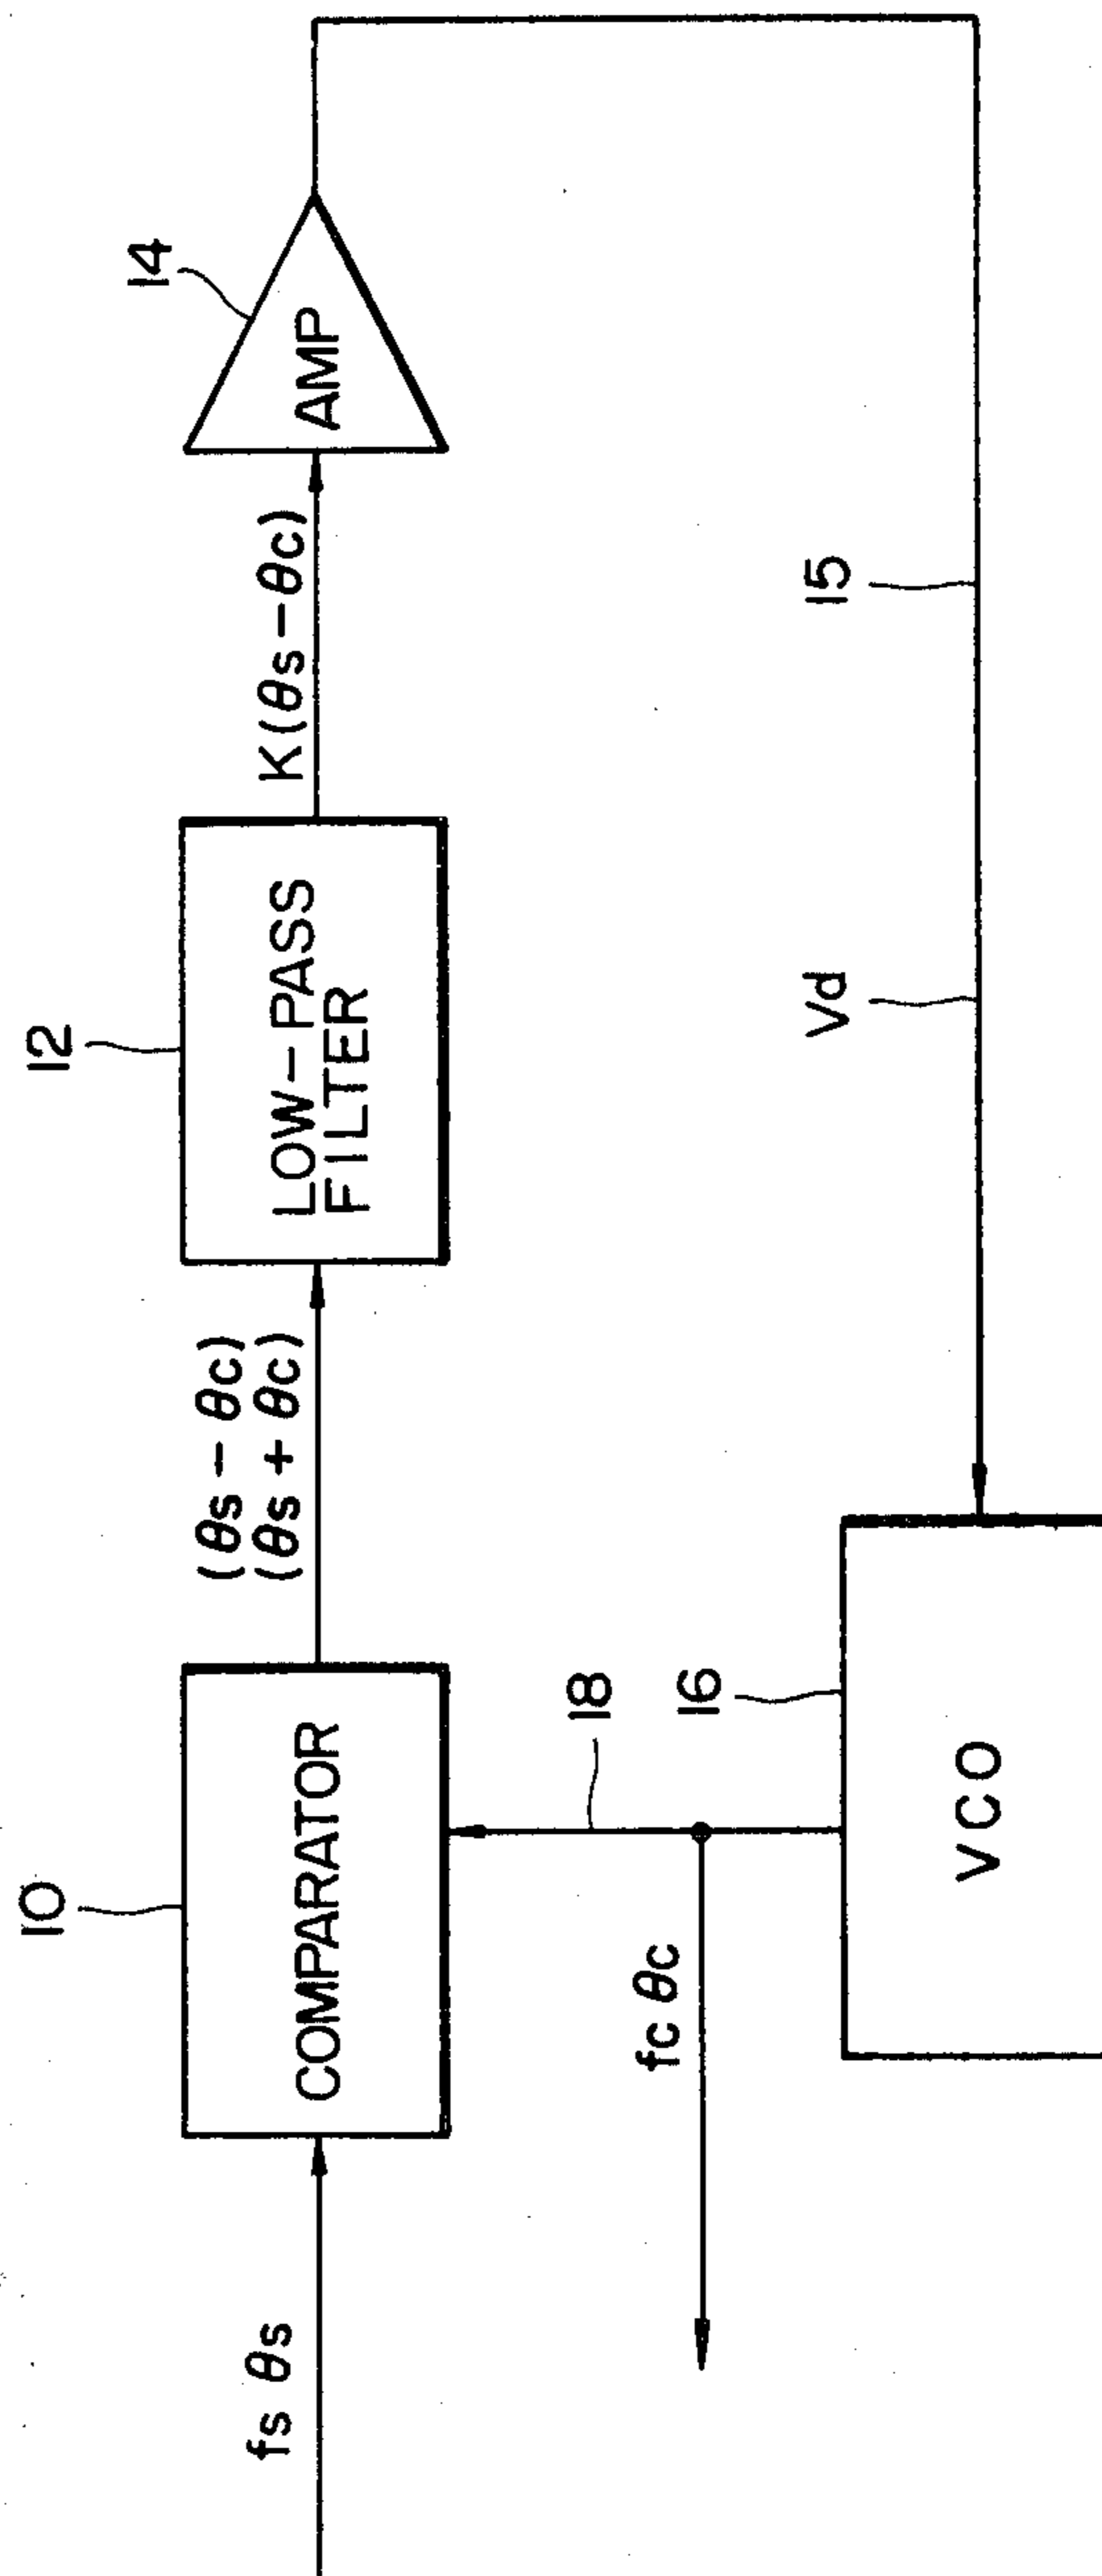 10
12
14
fs θs
COMPARATOR
(θs - θc)
(θs + θc)
LOW-PASS
FILTER
K(θs-θc)
AMP
fc θc
18
16
VCO
Vd
15